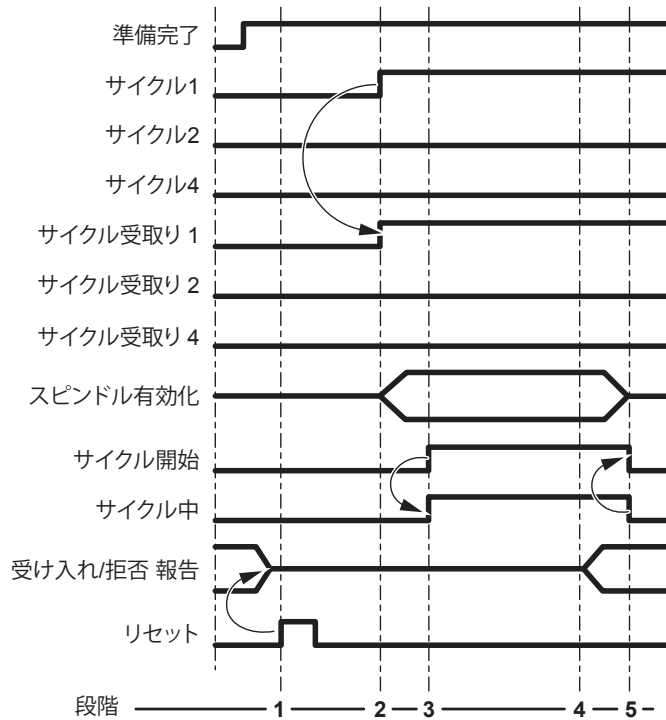 準備完了
サイクル1
サイクル2
サイクル4
サイクル受取り 1
サイクル受取り 2
サイクル受取り 4
スピンドル有効化
サイクル開始
サイクル中
受け入れ/拒否 報告
リセット
段階 1 2 3 4 5